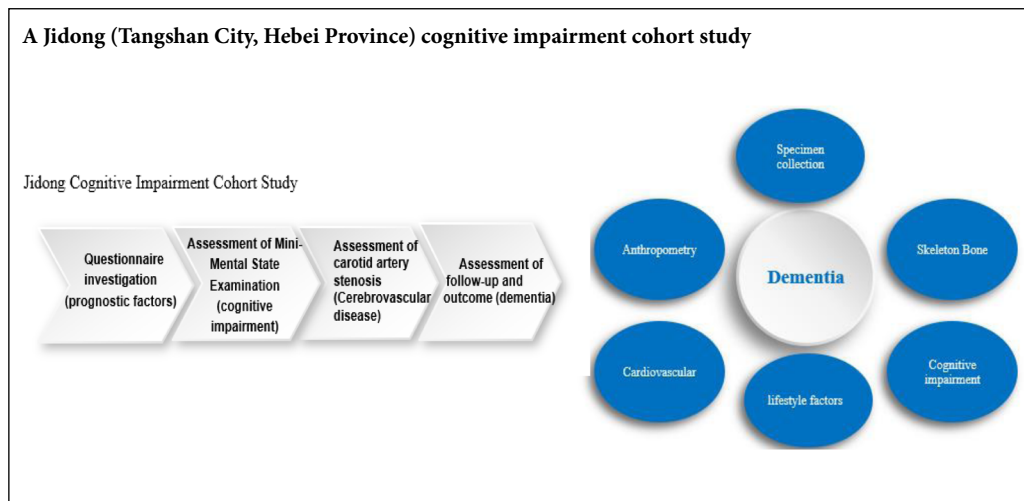 A Jidong (Tangshan City, Hebei Province) cognitive impairment cohort study
Jidong Cognitive Impairment Cohort Study
Questionnaire
investigation
(prognostic factors)
Assessment of Mini-
Mental State
Examination
(cognitive
impairment)
Assessment of
carotid artery
stenosis
(Cerebrovascular
disease)
Assessment of
follow-up and
outcome (dementia)
Specimen
collection
Anthropometry
Skeleton Bone
Dementia
Cardiovascular
Cognitive
impairment
lifestyle factors